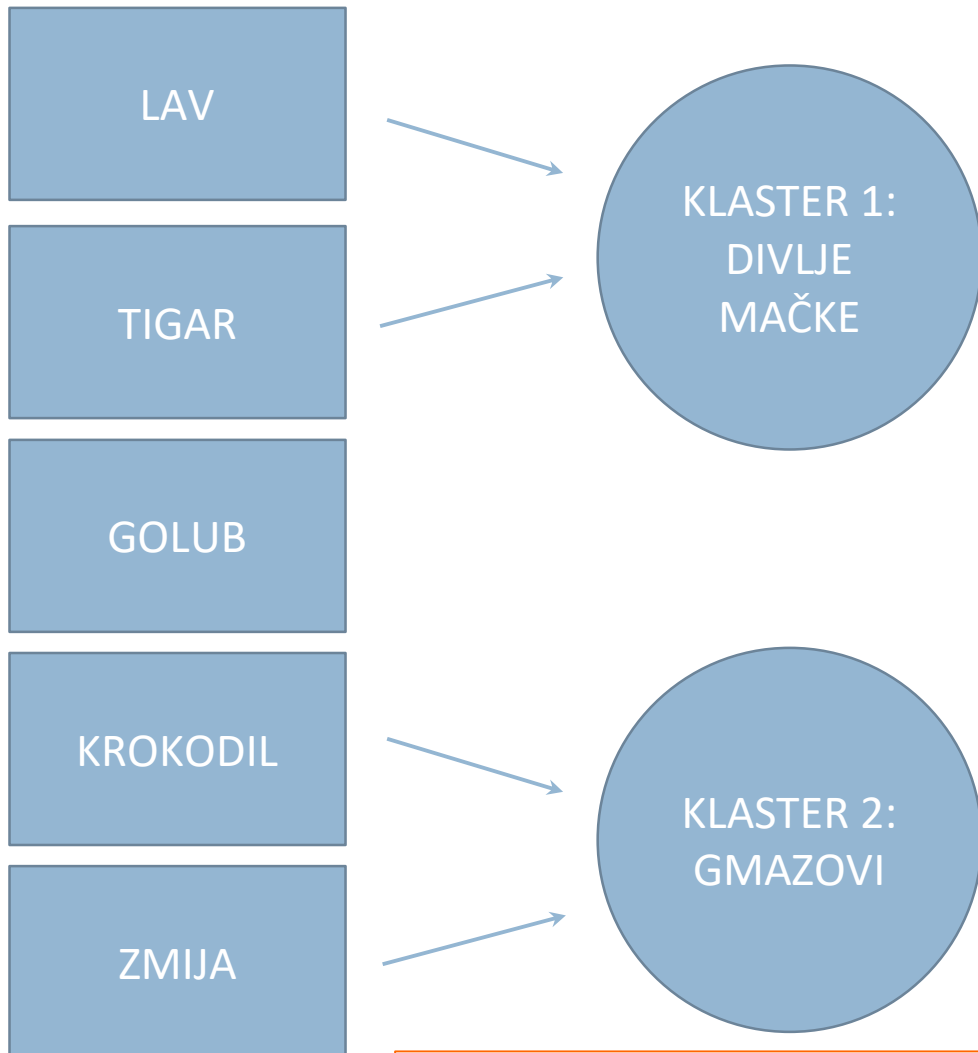 LAV
TIGAR
GOLUB
KROKODIL
ZMIJA
KLASTER 1:
DIVLJE
MAČKE
KLASTER 2:
GMAZOVI